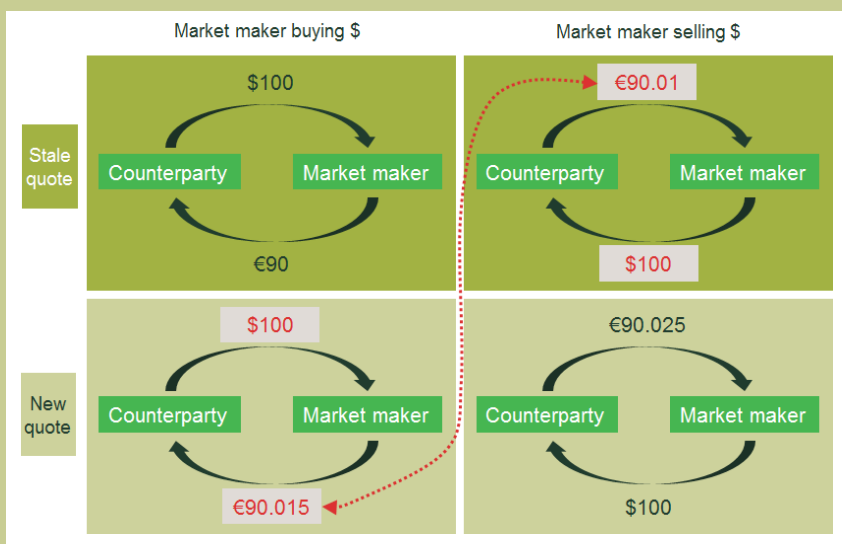 Market maker buying $
Market maker selling $
Stale
quote
$100
Counterparty
Market maker
€90
€90.01
Counterparty
Market maker
$100
New
quote
$100
Counterparty
Market maker
€90.015
€90.025
Counterparty
Market maker
$100